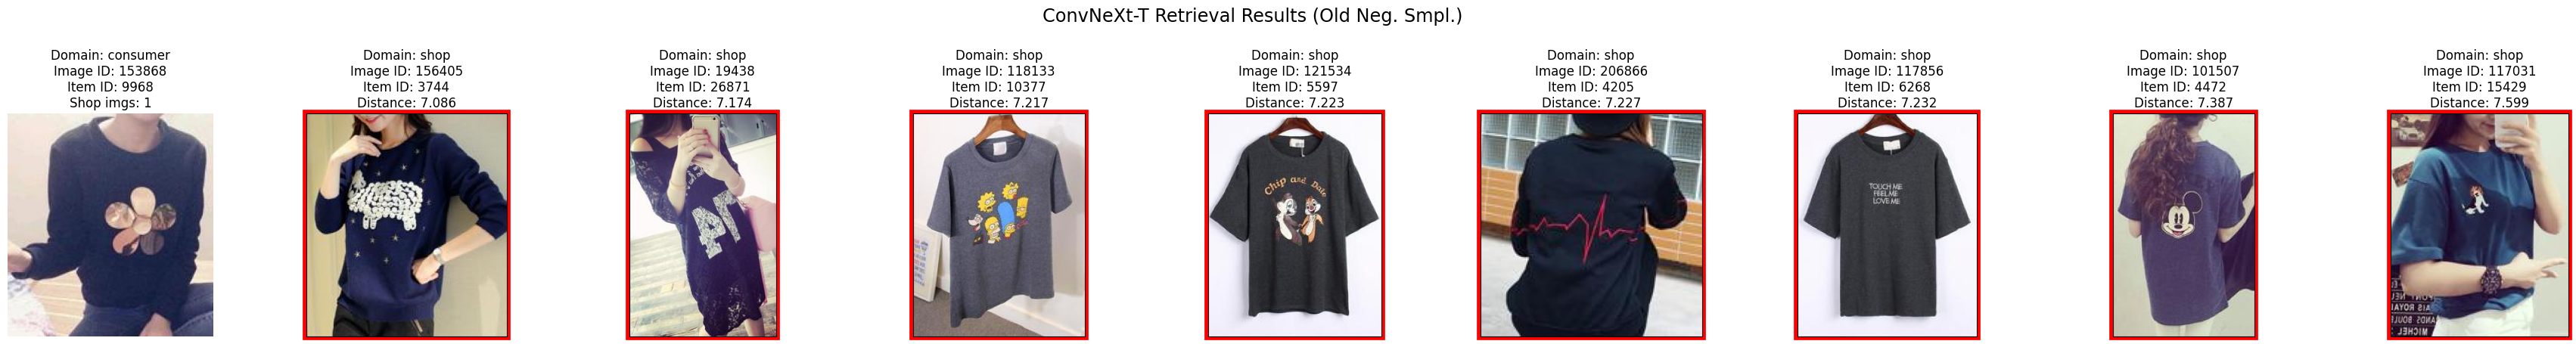 ConvNeXt-T Retrieval Results (Old Neg. Smpl.)
Domain: consumer
Image ID: 153868
Item ID: 9968
Shop imgs: 1
Domain: shop
Image ID: 156405
Item ID: 3744
Distance: 7.086
Domain: shop
Image ID: 19438
Item ID: 26871
Distance: 7.174
Domain: shop
Image ID: 118133
Item ID: 10377
Distance: 7.217
Domain: shop
Image ID: 121534
Item ID: 5597
Distance: 7.223
Domain: shop
Image ID: 206866
Item ID: 4205
Distance: 7.227
Domain: shop
Image ID: 117856
Item ID: 6268
Distance: 7.232
Domain: shop
Image ID: 101507
Item ID: 4472
Distance: 7.387
Domain: shop
Image ID: 117031
Item ID: 15429
Distance: 7.599
Chip and Dale
TOUCH ME
FEEL ME
LOVE ME